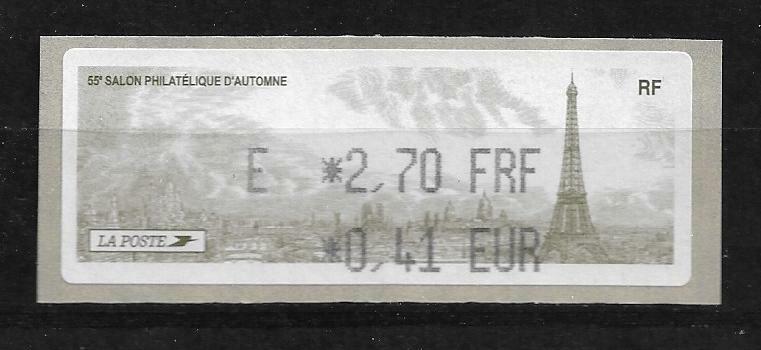 55e SALON PHILATÉLIQUE D'AUTOMNE
RF
E *2,70 FRF
LA POSTE
*0,41 EUR